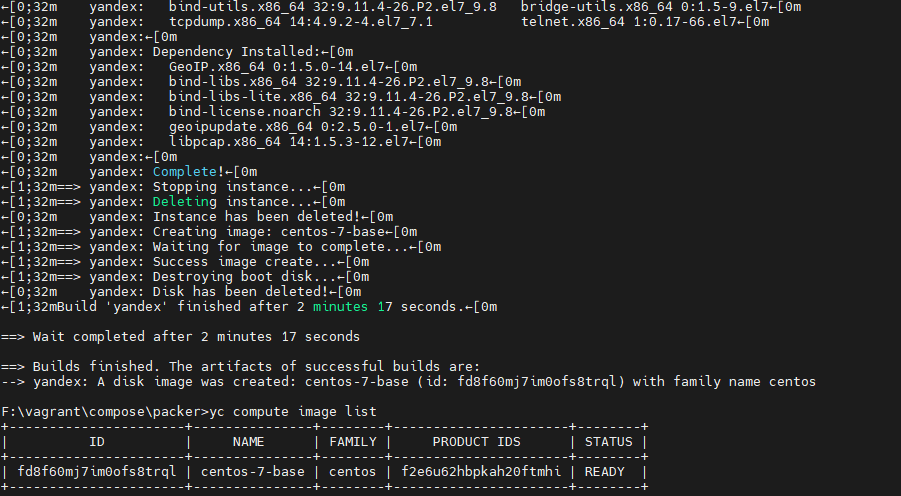 ←[0;32m    yandex:   bind-utils.x86_64 32:9.11.4-26.P2.el7_9.8   bridge-utils.x86_64 0:1.5-9.el7←[0m
←[0;32m    yandex:   tcpdump.x86_64 14:4.9.2-4.el7_7.1           telnet.x86_64 1:0.17-66.el7←[0m
←[0;32m    yandex:←[0m
←[0;32m    yandex: Dependency Installed:←[0m
←[0;32m    yandex:   GeoIP.x86_64 0:1.5.0-14.el7←[0m
←[0;32m    yandex:   bind-libs.x86_64 32:9.11.4-26.P2.el7_9.8←[0m
←[0;32m    yandex:   bind-libs-lite.x86_64 32:9.11.4-26.P2.el7_9.8←[0m
←[0;32m    yandex:   bind-license.noarch 32:9.11.4-26.P2.el7_9.8←[0m
←[0;32m    yandex:   geoipupdate.x86_64 0:2.5.0-1.el7←[0m
←[0;32m    yandex:   libpcap.x86_64 14:1.5.3-12.el7←[0m
←[0;32m    yandex:←[0m
←[0;32m    yandex: Complete!←[0m
←[1;32m==> yandex: Stopping instance...←[0m
←[1;32m==> yandex: Deleting instance...←[0m
←[0;32m    yandex: Instance has been deleted!←[0m
←[1;32m==> yandex: Creating image: centos-7-base←[0m
←[1;32m==> yandex: Waiting for image to complete...←[0m
←[1;32m==> yandex: Success image create...←[0m
←[1;32m==> yandex: Destroying boot disk...←[0m
←[0;32m    yandex: Disk has been deleted!←[0m
←[1;32mBuild 'yandex' finished after 2 minutes 17 seconds.←[0m
==> Wait completed after 2 minutes 17 seconds
==> Builds finished. The artifacts of successful builds are:
--> yandex: A disk image was created: centos-7-base (id: fd8f60mj7im0ofs8trql) with family name centos
F:\vagrant\compose\packer>yc compute image list
+----------------------+---------------+--------+----------------------+--------+
|          ID          |     NAME      | FAMILY |     PRODUCT IDS      | STATUS |
+----------------------+---------------+--------+----------------------+--------+
| fd8f60mj7im0ofs8trql | centos-7-base | centos | f2e6u62hbpkah20ftmhi | READY  |
+----------------------+---------------+--------+----------------------+--------+